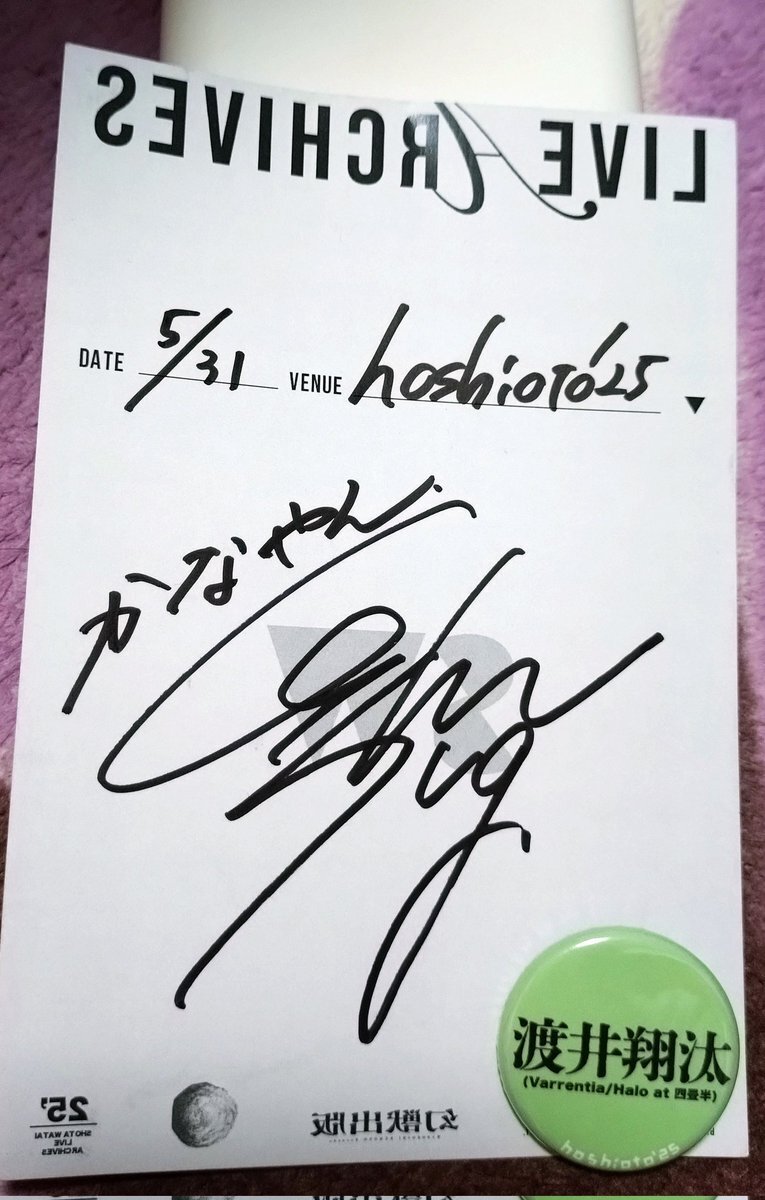 LIVE ARCHIVES
DATE 5/31 VENUE hoshioto'25 ▼
かなやん
25'
SHOTA WATAI
LIVE
ARCHIVES
幻獣出版
渡井翔汰
(Varrentia/Halo at 四畳半)
hoshioto'25